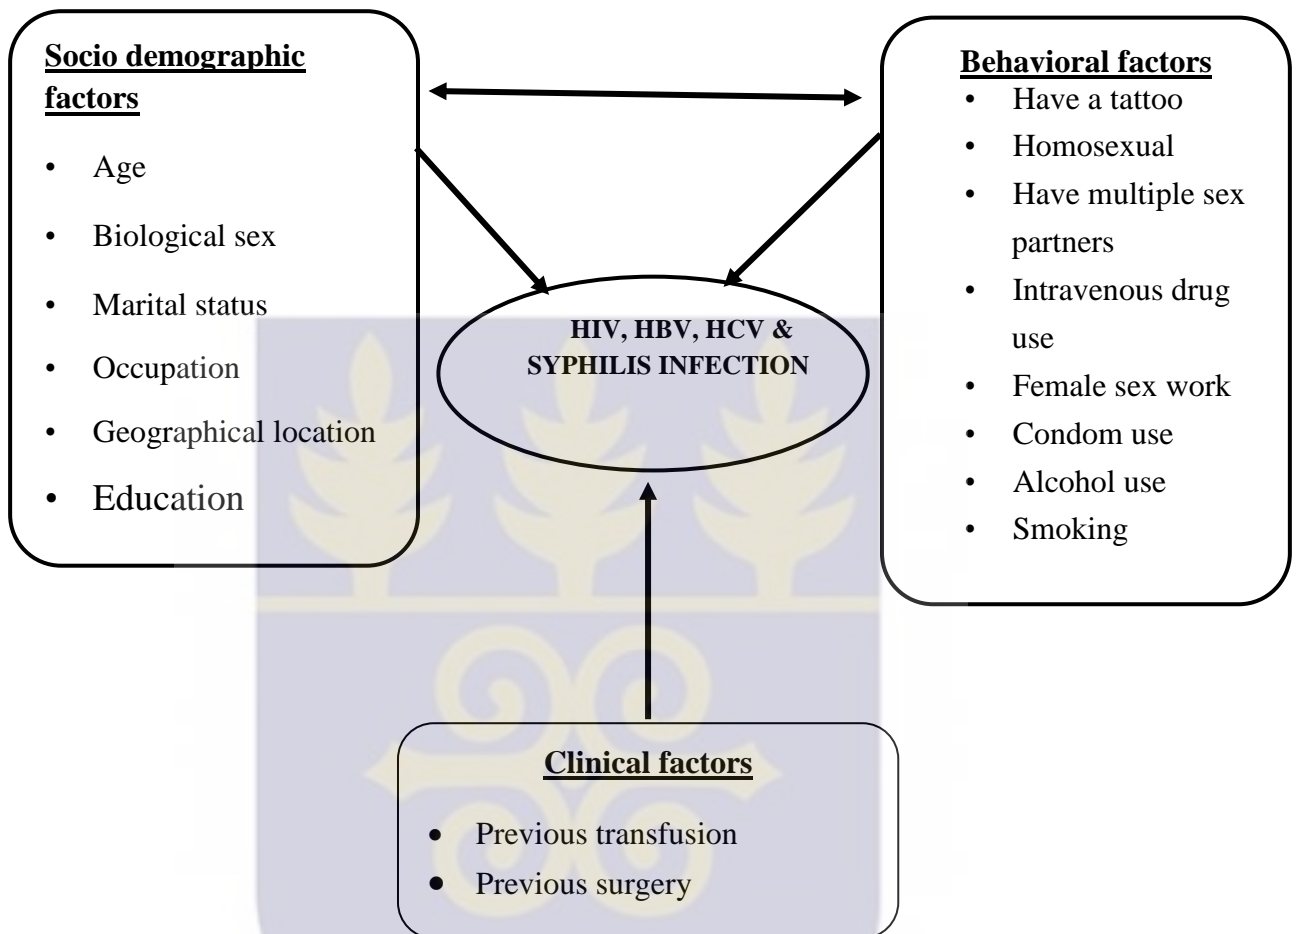 Socio demographic
factors
• Age
• Biological sex
• Marital status
• Occupation
• Geographical location
• Education
Behavioral factors
• Have a tattoo
• Homosexual
• Have multiple sex
partners
• Intravenous drug
use
• Female sex work
• Condom use
• Alcohol use
• Smoking
HIV, HBV, HCV &
SYPHILIS INFECTION
Clinical factors
• Previous transfusion
• Previous surgery